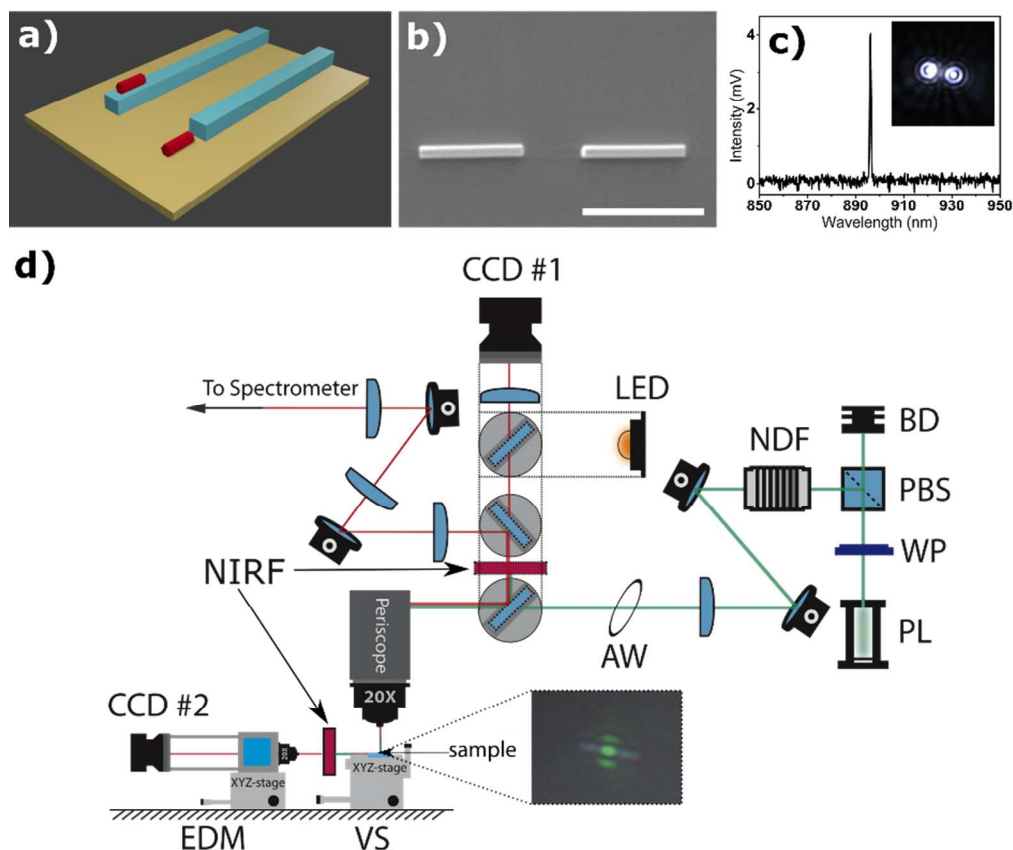 a)
b)
c)
4
2
0
Intensity (mV)
850 870 890 910 930 950
Wavelength (nm)
d)
CCD #1
To Spectrometer
LED
BD
NDF
PBS
WP
NIRF
Periscope
AW
PL
20X
CCD #2
20X
sample
XYZ-stage
XYZ-stage
EDM
VS